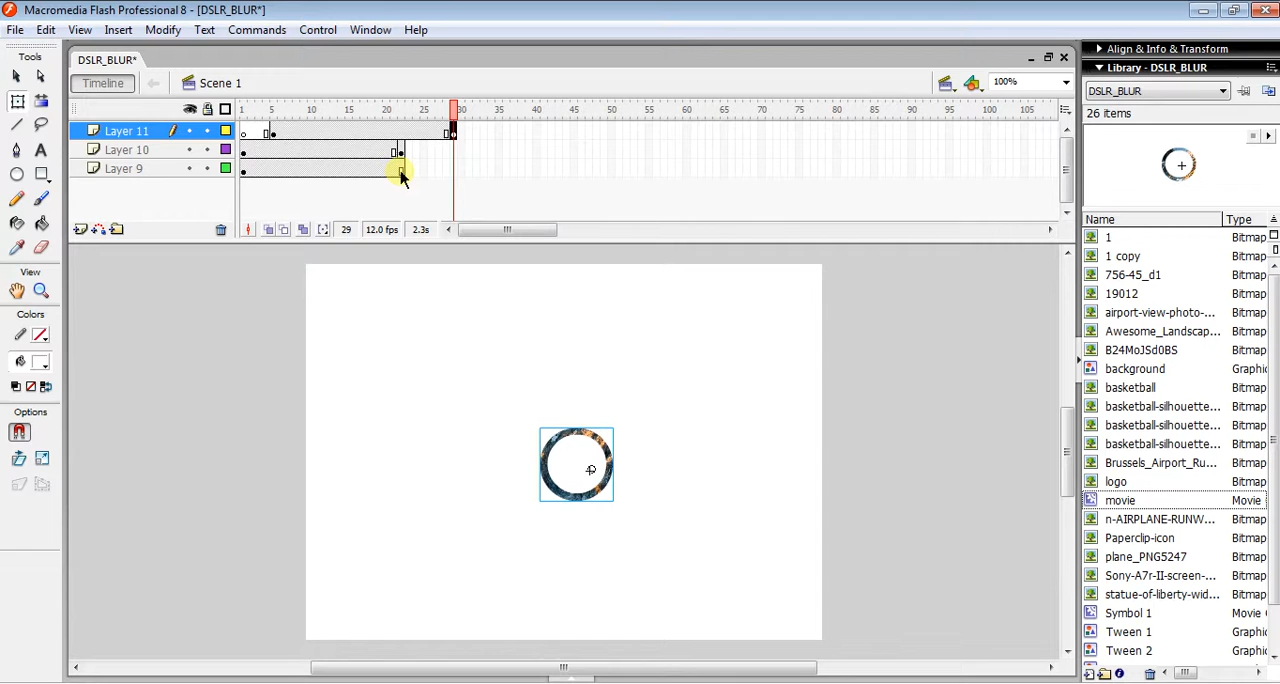 Macromedia Flash Professional 8 - [DSLR_BLUR*]
File Edit View Insert Modify Text Commands Control Window Help
Tools
DSLR_BLUR*
Timeline Scene 1 100%
1 5 10 15 20 25 30 35 40 45 50 55 60 65 70 75 80 85 90 95 100 105
Layer 11
Layer 10
Layer 9
29 12.0 fps 2.3s
View
Colors
Options
Align & Info & Transform
Library - DSLR_BLUR
DSLR_BLUR
26 items
Name Type
1 Bitmap
1 copy Bitmap
756-45_d1 Bitmap
19012 Bitmap
airport-view-photo-... Bitmap
Awesome_Landscap... Bitmap
B24MoJSd0BS Bitmap
background Graphic
basketball Bitmap
basketball-silhouette... Bitmap
basketball-silhouette... Bitmap
basketball-silhouette... Bitmap
Brussels_Airport_Ru... Bitmap
logo Bitmap
movie Movie
n-AIRPLANE-RUNW... Bitmap
Paperclip-icon Bitmap
plane_PNG5247 Bitmap
Sony-A7r-II-screen-... Bitmap
statue-of-liberty-wid... Bitmap
Symbol 1 Movie C
Tween 1 Graphic
Tween 2 Graphic